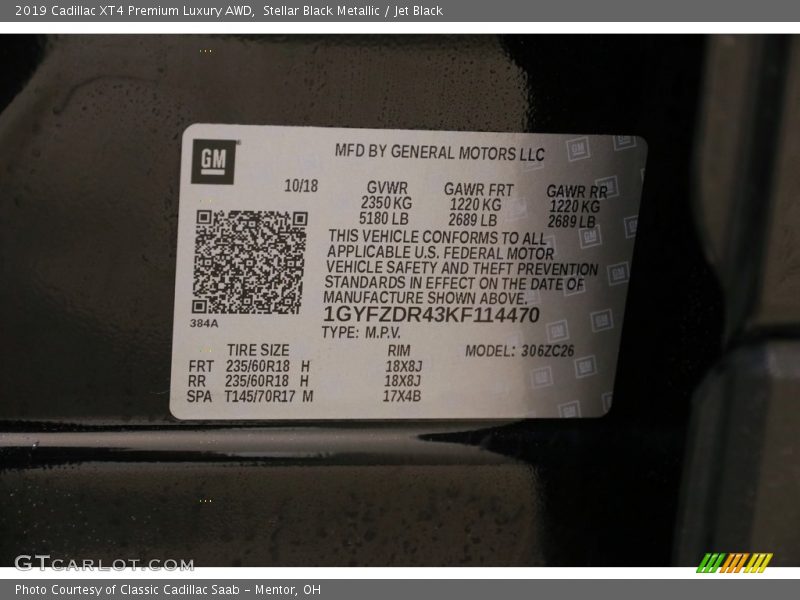 2019 Cadillac XT4 Premium Luxury AWD, Stellar Black Metallic / Jet Black
GM
MFD BY GENERAL MOTORS LLC
10/18
GVWR GAWR FRT GAWR RR
2350 KG 1220 KG 1220 KG
5180 LB 2689 LB 2689 LB
THIS VEHICLE CONFORMS TO ALL
APPLICABLE U.S. FEDERAL MOTOR
VEHICLE SAFETY AND THEFT PREVENTION
STANDARDS IN EFFECT ON THE DATE OF
MANUFACTURE SHOWN ABOVE.
1GYFZDR43KF114470
384A
TYPE: M.P.V.
TIRE SIZE RIM MODEL: 306ZC26
FRT 235/60R18 H 18X8J
RR 235/60R18 H 18X8J
SPA T145/70R17 M 17X4B
GTCARLOT.COM
Photo Courtesy of Classic Cadillac Saab - Mentor, OH